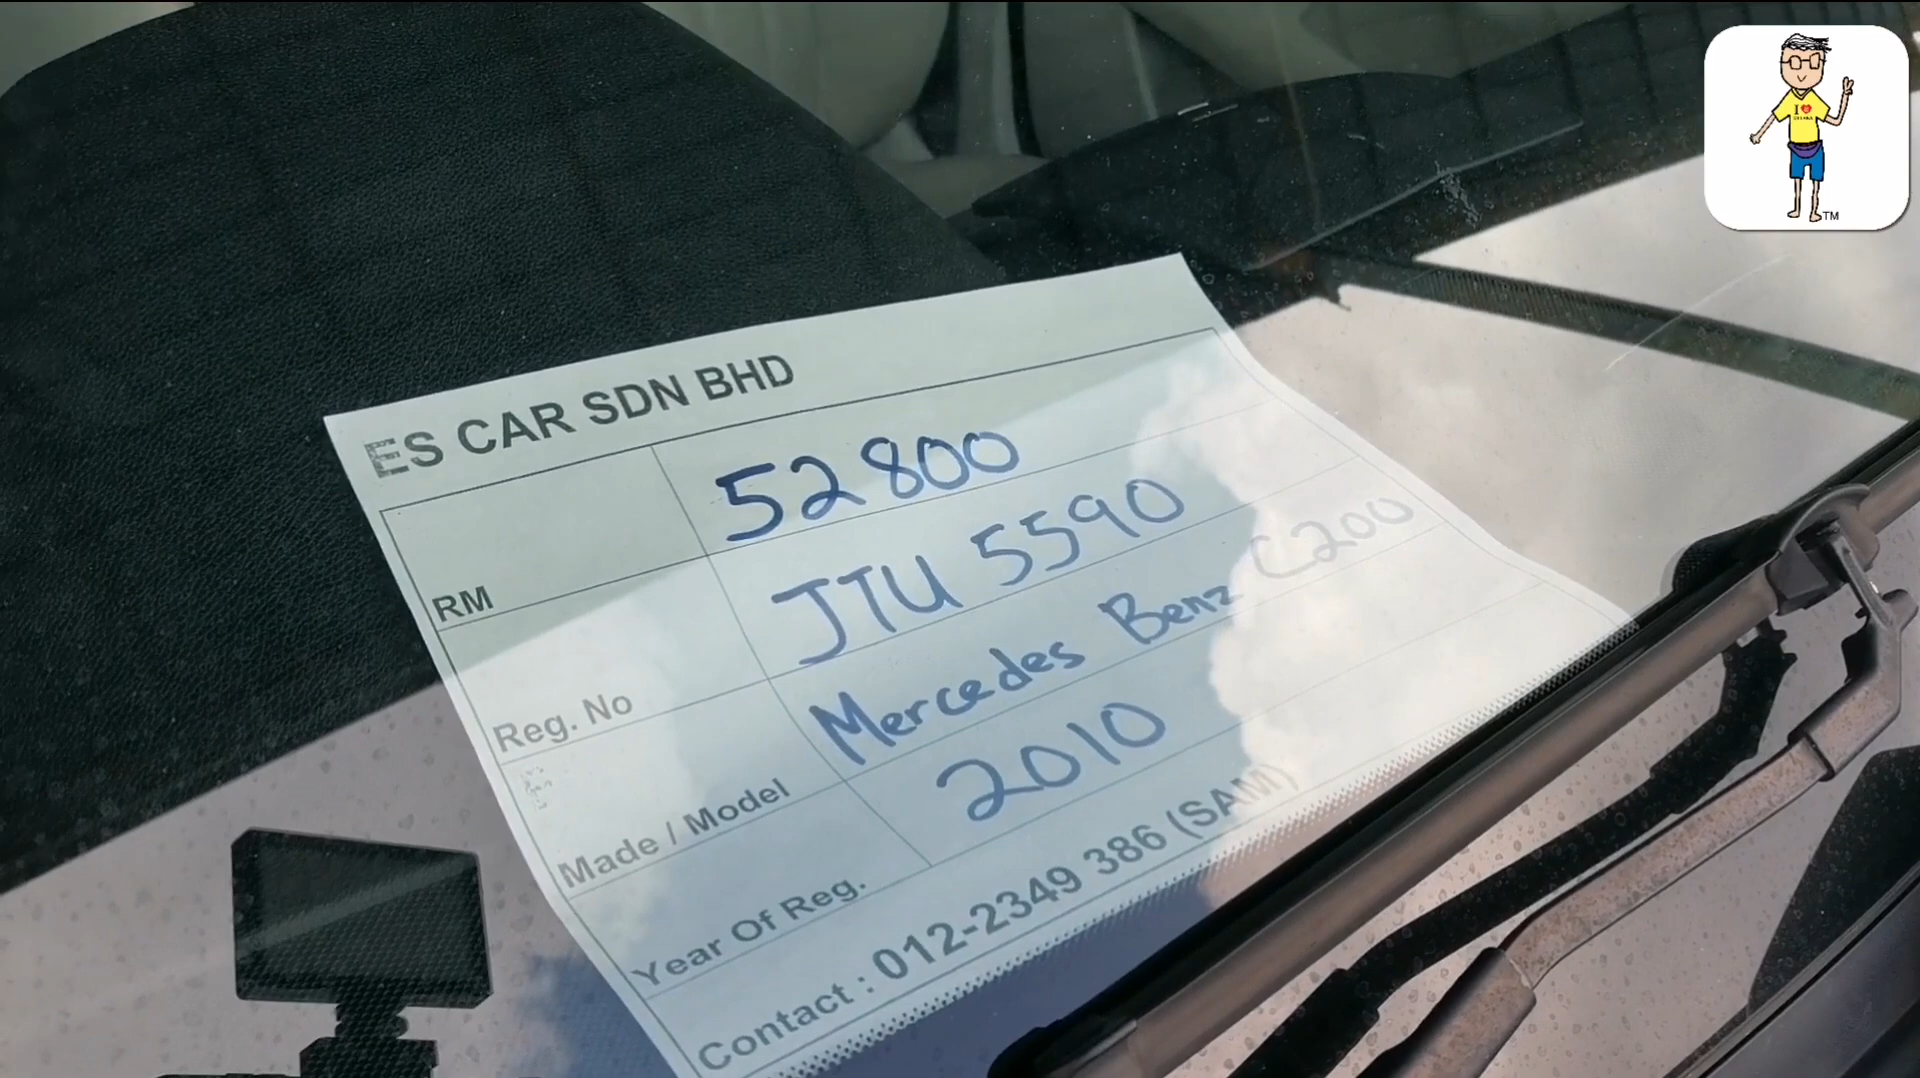 ES CAR SDN BHD
RM 52800
Reg. No JTU 5590
Made / Model Mercedes Benz C200
Year Of Reg. 2010
Contact : 012-2349 386 (SAM)
I
TM